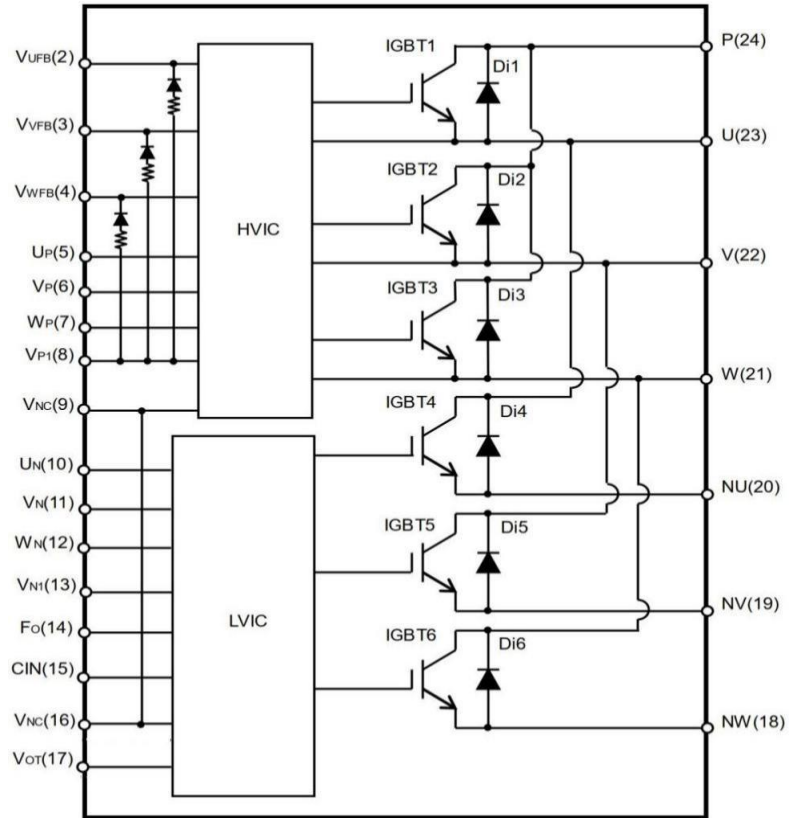 VUFB(2)
VVFB(3)
VWFB(4)
UP(5)
VP(6)
WP(7)
VP1(8)
VNC(9)
UN(10)
VN(11)
WN(12)
VN1(13)
FO(14)
CIN(15)
VNC(16)
VOT(17)
HVIC
LVIC
IGBT1
Di1
IGBT2
Di2
IGBT3
Di3
IGBT4
Di4
IGBT5
Di5
IGBT6
Di6
P(24)
U(23)
V(22)
W(21)
NU(20)
NV(19)
NW(18)